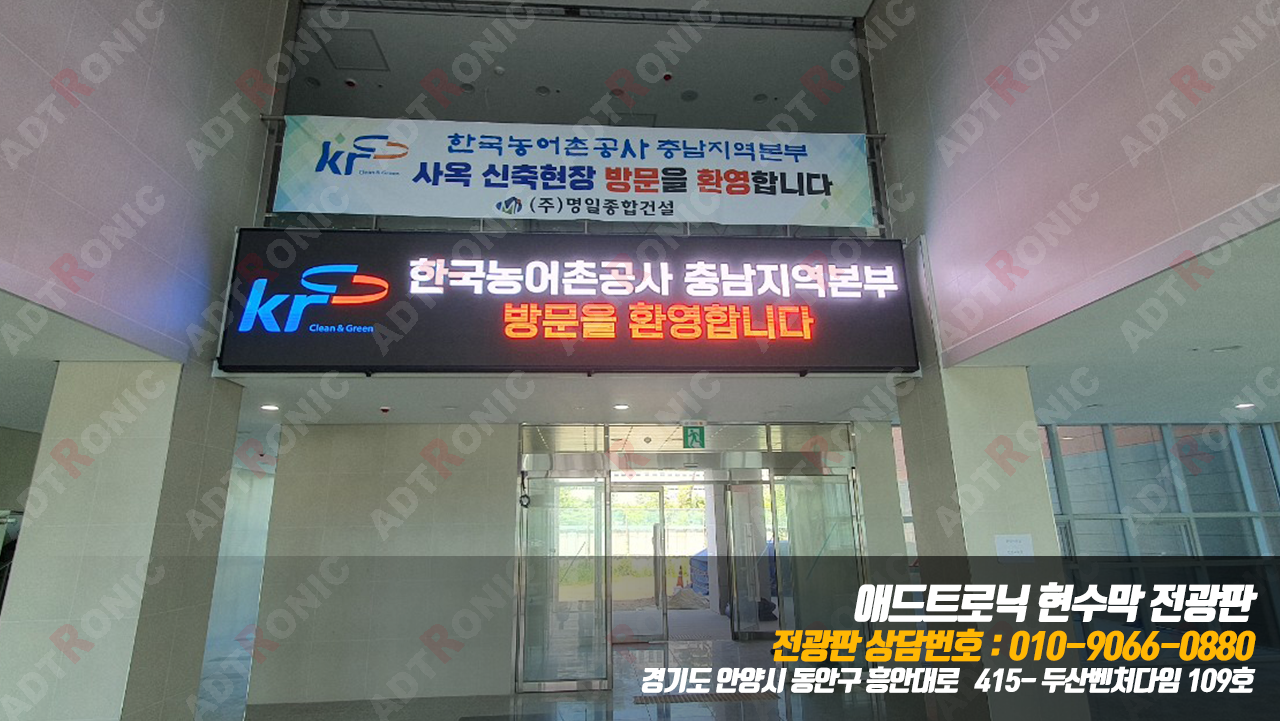 한국농어촌공사 충남지역본부
kr
Clean & Green
사옥 신축현장 방문을 환영합니다
(주)명일종합건설
kr
Clean & Green
한국농어촌공사 충남지역본부
방문을 환영합니다
애드트로닉 현수막 전광판
전광판 상담번호 : 010-9066-0880
경기도 안양시 동안구 흥안대로 415- 두산벤처다임 109호
ADTRONIC